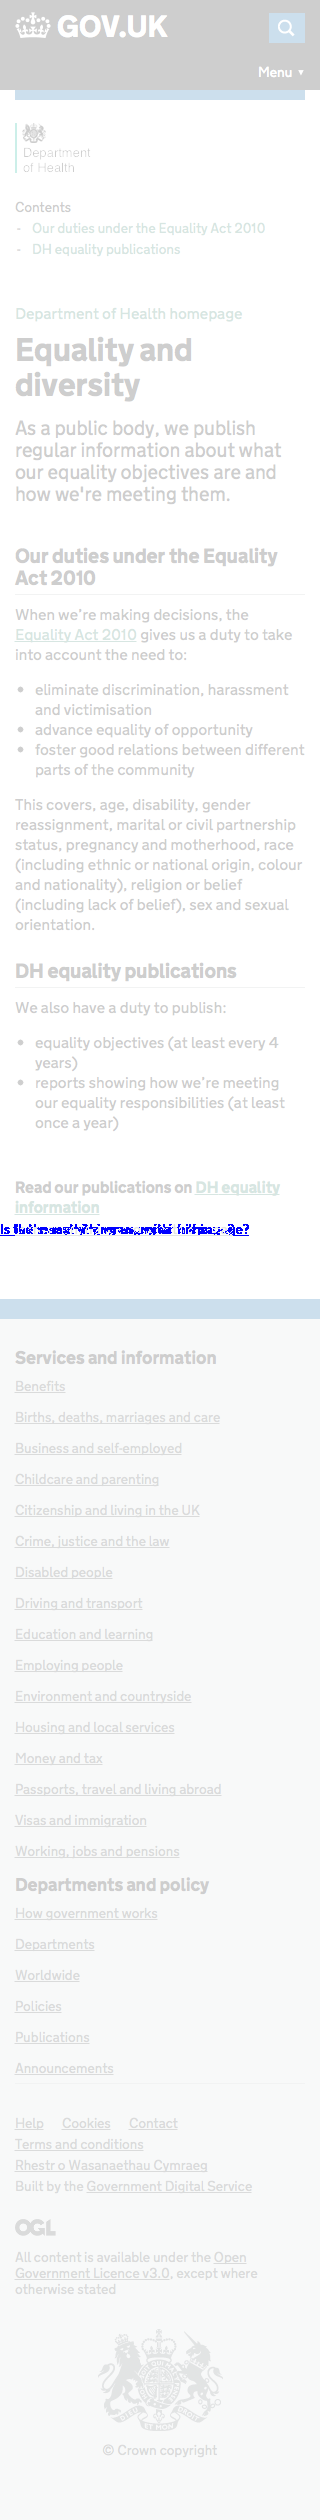 GOV.UK
Menu ▼
Department
of Health
Contents
- Our duties under the Equality Act 2010
- DH equality publications
Department of Health homepage
Equality and
diversity
As a public body, we publish
regular information about what
our equality objectives are and
how we're meeting them.
Our duties under the Equality
Act 2010
When we're making decisions, the
Equality Act 2010 gives us a duty to take
into account the need to:
• eliminate discrimination, harassment
and victimisation
• advance equality of opportunity
• foster good relations between different
parts of the community
This covers, age, disability, gender
reassignment, marital or civil partnership
status, pregnancy and motherhood, race
(including ethnic or national origin, colour
and nationality), religion or belief
(including lack of belief), sex and sexual
orientation.
DH equality publications
We also have a duty to publish:
• equality objectives (at least every 4
years)
• reports showing how we're meeting
our equality responsibilities (at least
once a year)
Read our publications on DH equality
information
Services and information
Benefits
Births, deaths, marriages and care
Business and self-employed
Childcare and parenting
Citizenship and living in the UK
Crime, justice and the law
Disabled people
Driving and transport
Education and learning
Employing people
Environment and countryside
Housing and local services
Money and tax
Passports, travel and living abroad
Visas and immigration
Working, jobs and pensions
Departments and policy
How government works
Departments
Worldwide
Policies
Publications
Announcements
Help Cookies Contact
Terms and conditions
Rhestr o Wasanaethau Cymraeg
Built by the Government Digital Service
OGL
All content is available under the Open
Government Licence v3.0, except where
otherwise stated
© Crown copyright